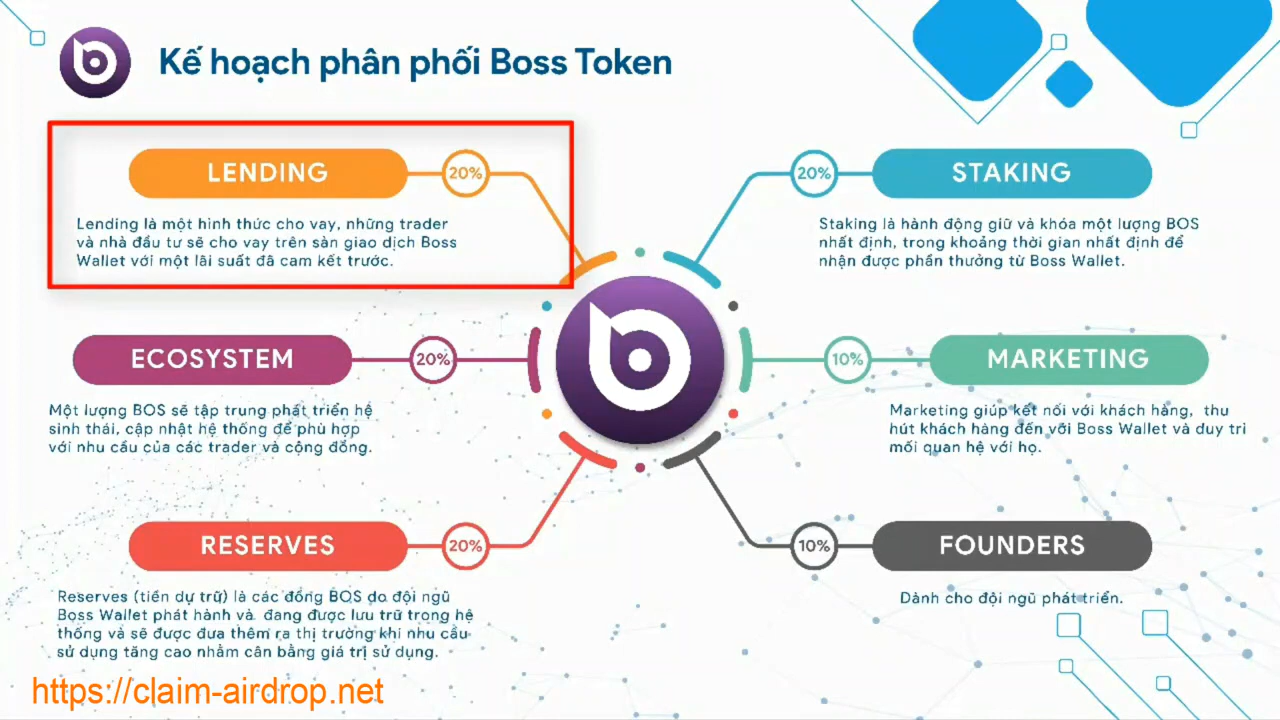 Kế hoạch phân phối Boss Token
LENDING
20%
Lending là một hình thức cho vay, những trader
và nhà đầu tư sẽ cho vay trên sàn giao dịch Boss
Wallet với một lãi suất đã cam kết trước.
20%
STAKING
Staking là hành động giữ và khóa một lượng BOS
nhất định, trong khoảng thời gian nhất định để
nhận được phần thưởng từ Boss Wallet.
ECOSYSTEM
20%
Một lượng BOS sẽ tập trung phát triển hệ
sinh thái, cập nhật hệ thống để phù hợp
với nhu cầu của các trader và cộng đồng.
10%
MARKETING
Marketing giúp kết nối với khách hàng, thu
hút khách hàng đến với Boss Wallet và duy trì
mối quan hệ với họ.
RESERVES
20%
Reserves (tiền dự trữ) là các đồng BOS do đội ngũ
Boss Wallet phát hành và đang được lưu trữ trong hệ
thống và sẽ được đưa thêm ra thị trường khi nhu cầu
sử dụng tăng cao nhằm cân bằng giá trị sử dụng.
10%
FOUNDERS
Dành cho đội ngũ phát triển.
https://claim-airdrop.net